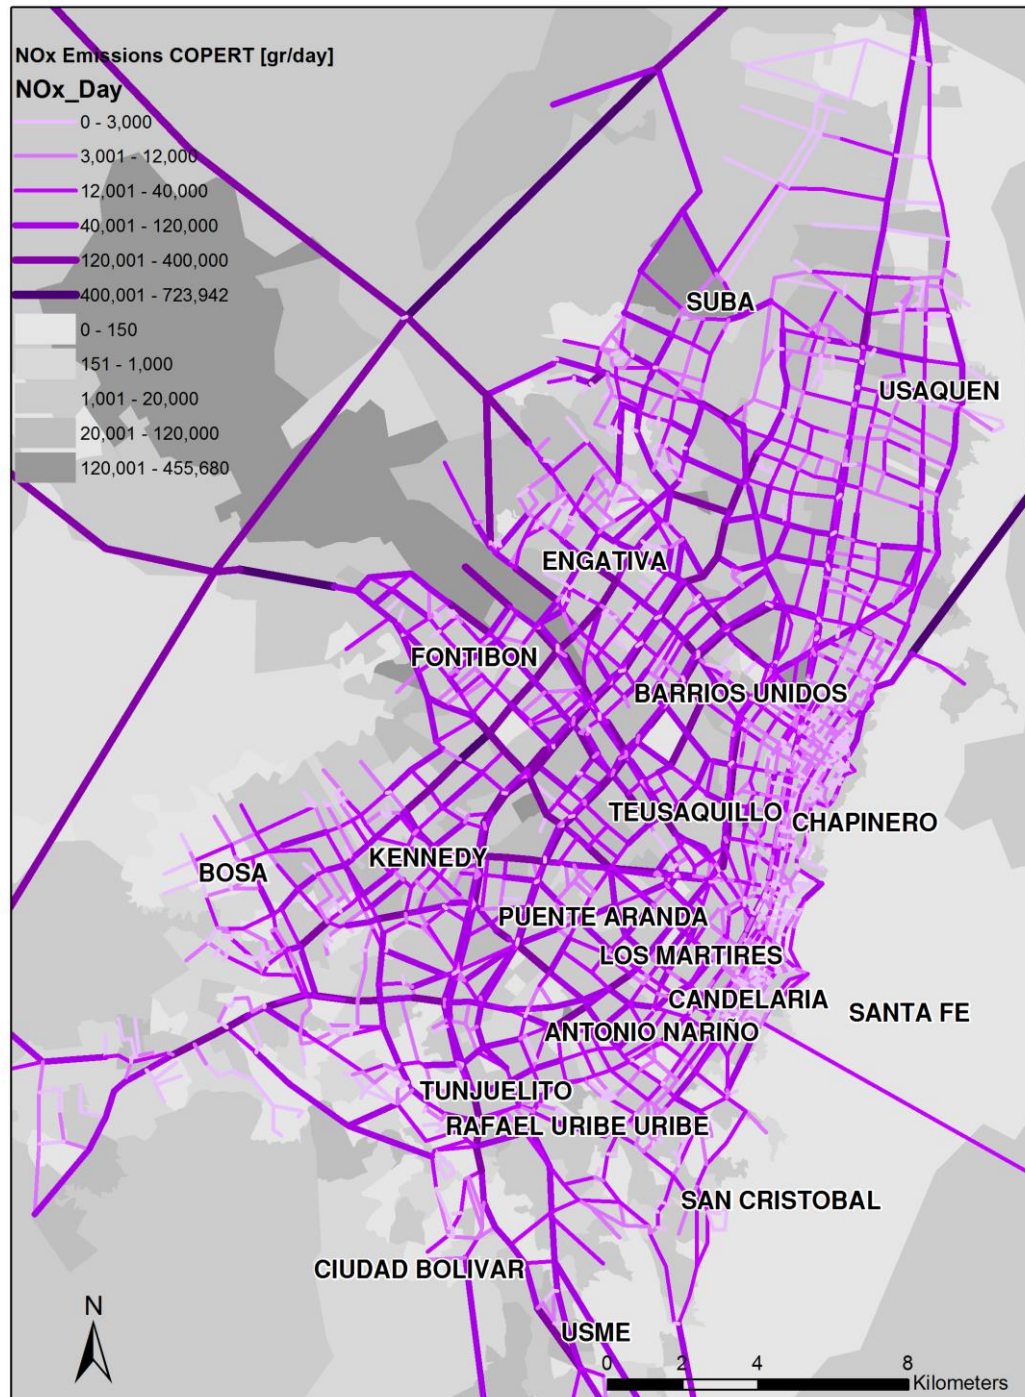 NOx Emissions COPERT [gr/day]
NOx_Day
0 - 3,000
3,001 - 12,000
12,001 - 40,000
40,001 - 120,000
120,001 - 400,000
400,001 - 723,942
0 - 150
151 - 1,000
1,001 - 20,000
20,001 - 120,000
120,001 - 455,680
SUBA
USAQUEN
ENGATIVA
FONTIBON
BARRIOS UNIDOS
TEUSAQUILLO
CHAPINERO
KENNEDY
BOSA
PUENTE ARANDA
LOS MARTIRES
CANDELARIA
SANTA FE
ANTONIO NARIÑO
TUNJUELITO
RAFAEL URIBE URIBE
SAN CRISTOBAL
CIUDAD BOLIVAR
USME
N
0 2 4 8
Kilometers